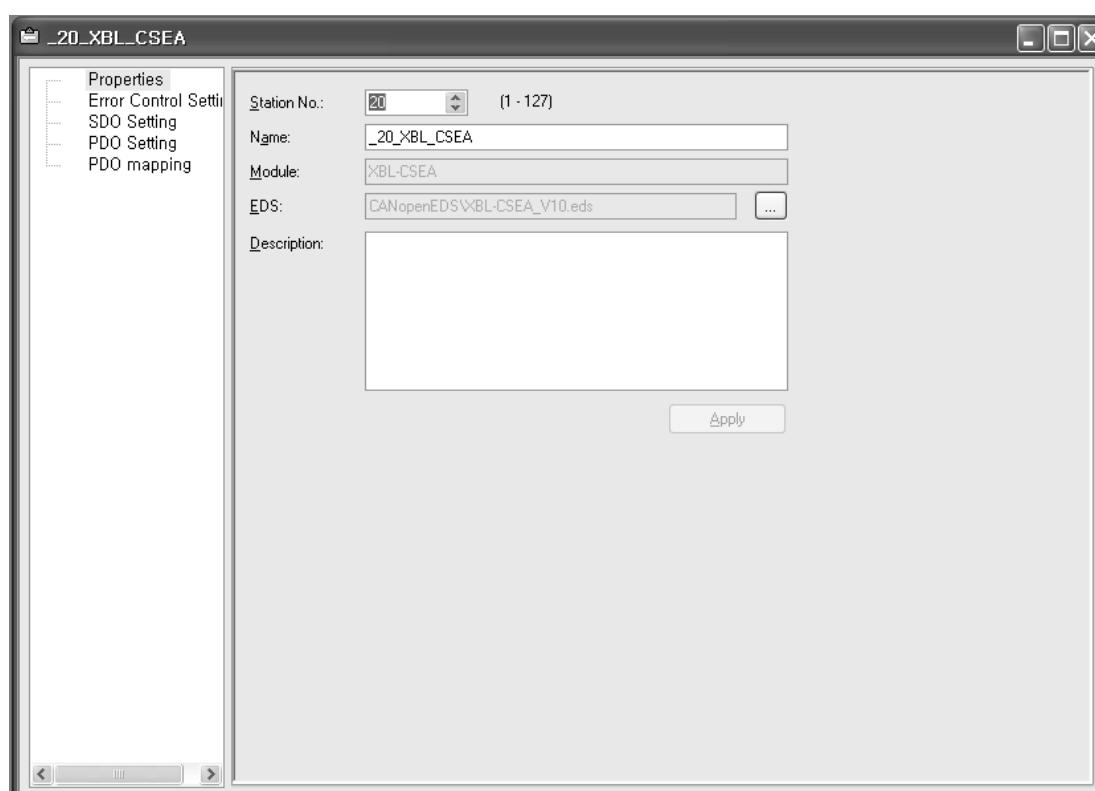 _20_XBL_CSEA
Properties
Error Control Settin
SDO Setting
PDO Setting
PDO mapping
Station No.: 20 (1 - 127)
Name: _20_XBL_CSEA
Module: XBL-CSEA
EDS: CANopenEDS\XBL-CSEA_V10.eds ...
Description:
Apply